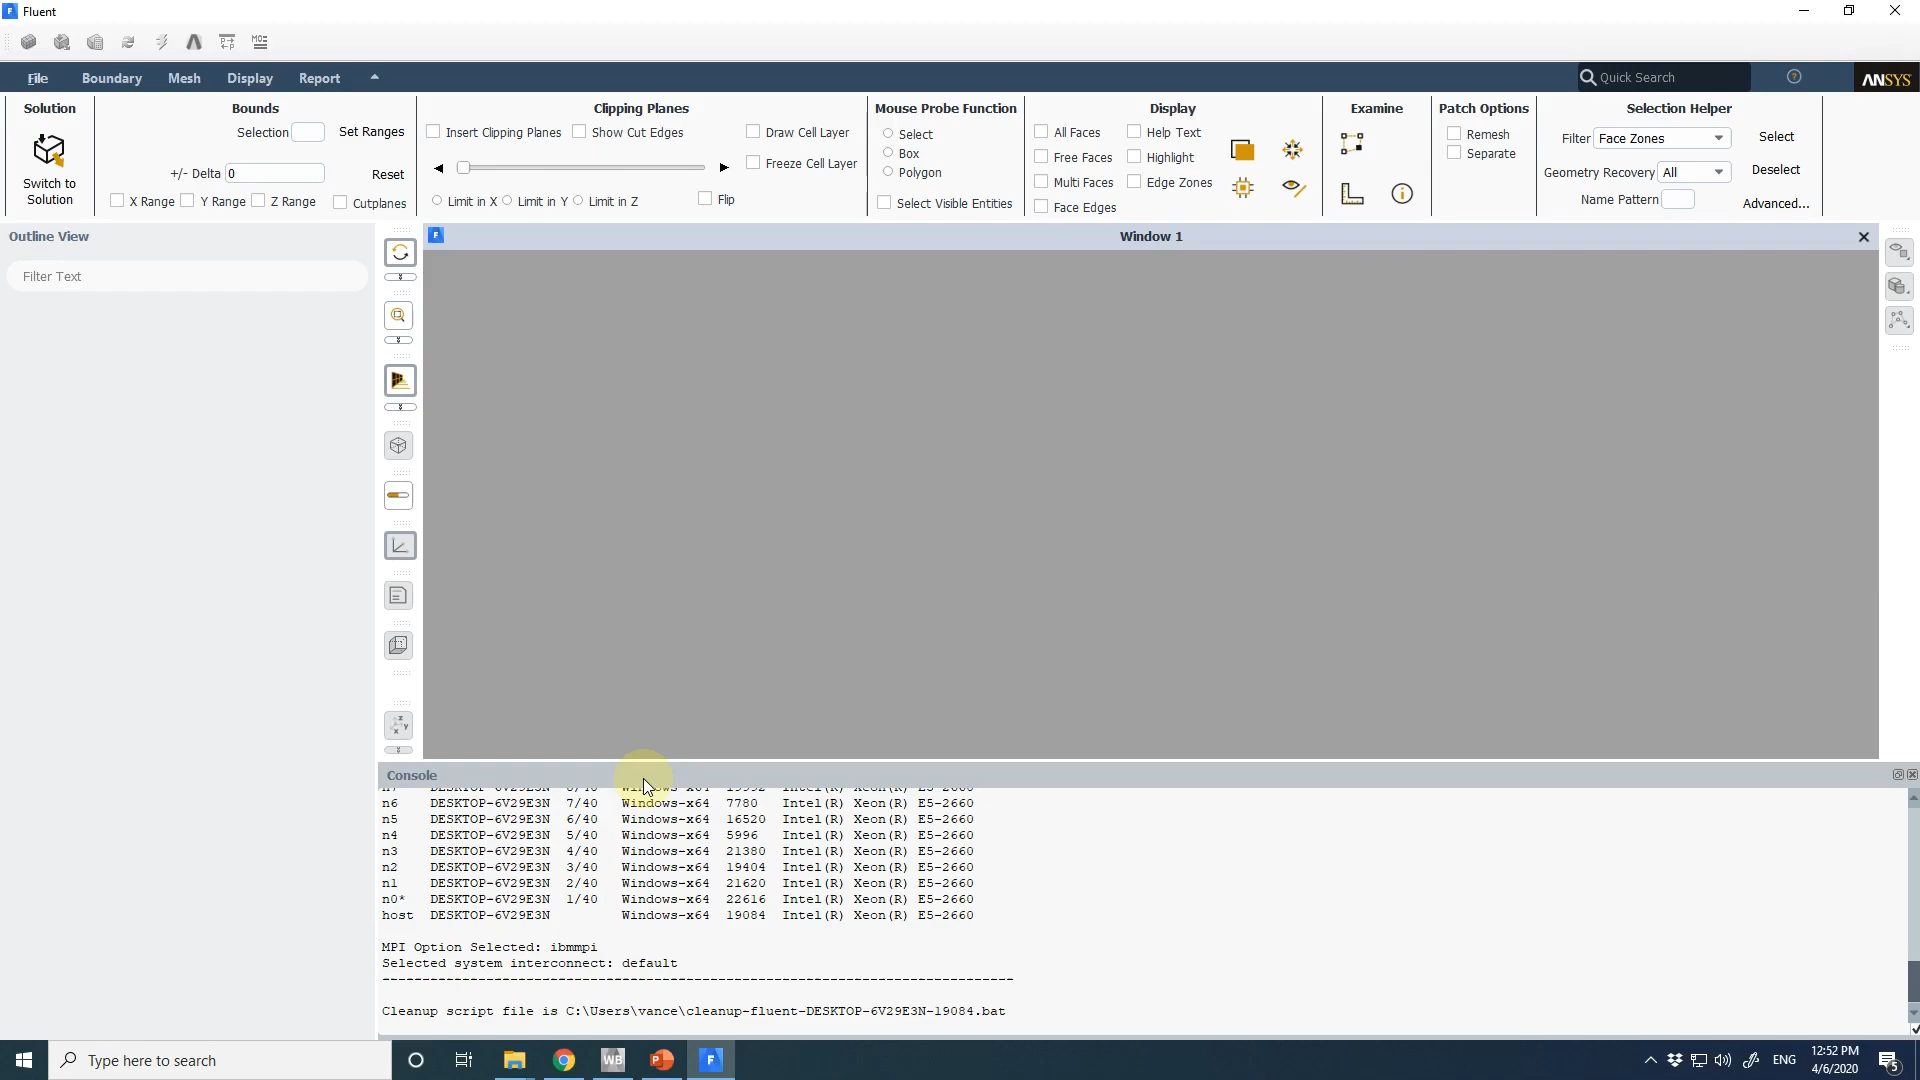 Fluent
File Boundary Mesh Display Report Quick Search ANSYS
Solution
Switch to
Solution
Bounds
Selection Set Ranges
+/- Delta 0 Reset
X Range Y Range Z Range Cutplanes
Clipping Planes
Insert Clipping Planes Show Cut Edges Draw Cell Layer
Freeze Cell Layer
Limit in X Limit in Y Limit in Z Flip
Mouse Probe Function
Select
Box
Polygon
Select Visible Entities
Display
All Faces Help Text
Free Faces Highlight
Multi Faces Edge Zones
Face Edges
Examine
Patch Options
Remesh
Separate
Selection Helper
Filter Face Zones Select
Geometry Recovery All Deselect
Name Pattern Advanced...
Outline View
Filter Text
Window 1
Console
n6 DESKTOP-6V29E3N 7/40 Windows-x64 7780 Intel(R) Xeon(R) E5-2660
n5 DESKTOP-6V29E3N 6/40 Windows-x64 16520 Intel(R) Xeon(R) E5-2660
n4 DESKTOP-6V29E3N 5/40 Windows-x64 5996 Intel(R) Xeon(R) E5-2660
n3 DESKTOP-6V29E3N 4/40 Windows-x64 21380 Intel(R) Xeon(R) E5-2660
n2 DESKTOP-6V29E3N 3/40 Windows-x64 19404 Intel(R) Xeon(R) E5-2660
n1 DESKTOP-6V29E3N 2/40 Windows-x64 21620 Intel(R) Xeon(R) E5-2660
n0* DESKTOP-6V29E3N 1/40 Windows-x64 22616 Intel(R) Xeon(R) E5-2660
host DESKTOP-6V29E3N Windows-x64 19084 Intel(R) Xeon(R) E5-2660
MPI Option Selected: ibmmpi
Selected system interconnect: default
--------------------------------------------------------------------------------
Cleanup script file is C:\Users\vance\cleanup-fluent-DESKTOP-6V29E3N-19084.bat
Type here to search
ENG
12:52 PM
4/6/2020
5